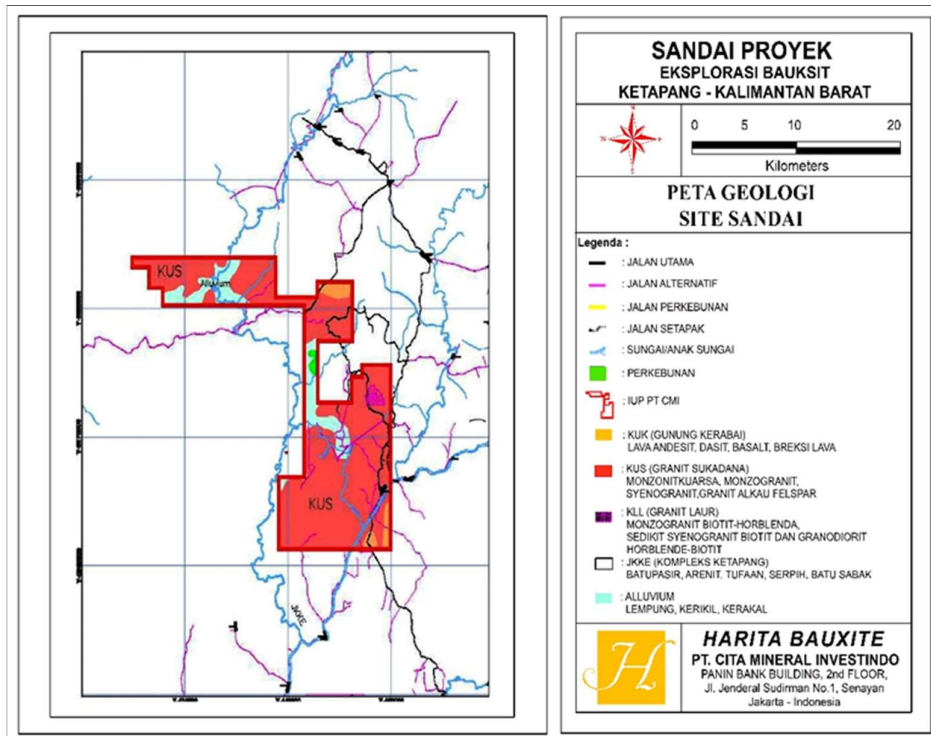 KUS
Alluvium
KUS
JKKE
SANDAI PROYEK
EKSPLORASI BAUKSIT
KETAPANG - KALIMANTAN BARAT
N
W
E
S
0 5 10 20
Kilometers
PETA GEOLOGI
SITE SANDAI
Legenda :
: JALAN UTAMA
: JALAN ALTERNATIF
: JALAN PERKEBUNAN
: JALAN SETAPAK
: SUNGAI/ANAK SUNGAI
: PERKEBUNAN
: IUP PT CMI
: KUK (GUNUNG KERABAI)
LAVA ANDESIT, DASIT, BASALT, BREKSI LAVA
: KUS (GRANIT SUKADANA)
MONZONITKUARSA, MONZOGRANIT,
SYENOGRANIT,GRANIT ALKAU FELSPAR
: KLL (GRANIT LAUR)
MONZOGRANIT BIOTIT-HORBLENDA,
SEDIKIT SYENOGRANIT BIOTIT DAN GRANODIORIT
HORBLENDE-BIOTIT
: JKKE (KOMPLEKS KETAPANG)
BATUPASIR, ARENIT, TUFAAN, SERPIH, BATU SABAK
: ALLUVIUM
LEMPUNG, KERIKIL, KERAKAL
H
HARITA BAUXITE
PT. CITA MINERAL INVESTINDO
PANIN BANK BUILDING, 2nd FLOOR,
Jl. Jenderal Sudirman No.1, Senayan
Jakarta - Indonesia